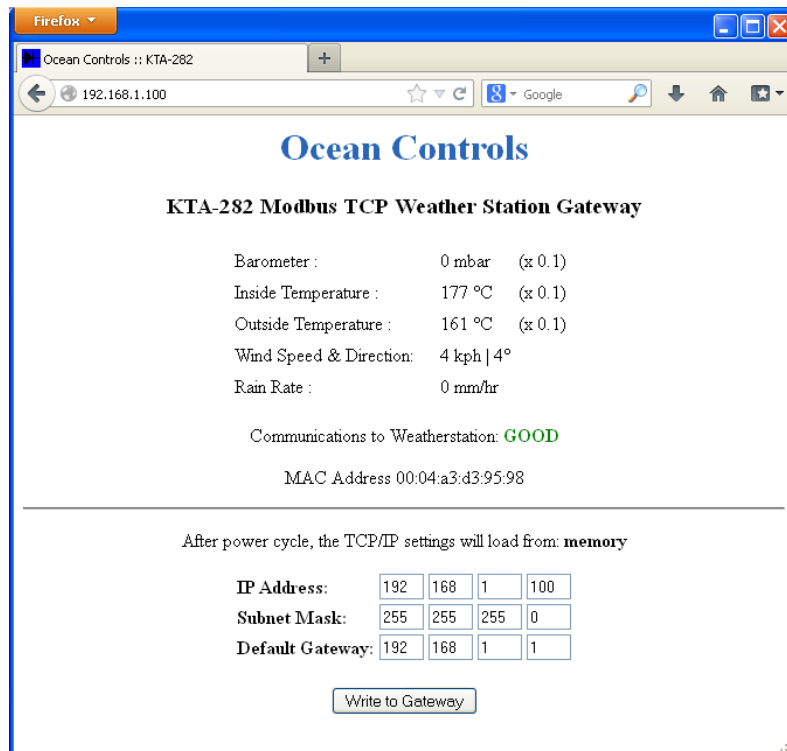 Firefox
Ocean Controls :: KTA-282
192.168.1.100 Google
Ocean Controls
KTA-282 Modbus TCP Weather Station Gateway
Barometer : 0 mbar (x 0.1)
Inside Temperature : 177 ºC (x 0.1)
Outside Temperature : 161 ºC (x 0.1)
Wind Speed & Direction: 4 kph | 4º
Rain Rate : 0 mm/hr
Communications to Weatherstation: GOOD
MAC Address 00:04:a3:d3:95:98
After power cycle, the TCP/IP settings will load from: memory
IP Address: 192 168 1 100
Subnet Mask: 255 255 255 0
Default Gateway: 192 168 1 1
Write to Gateway